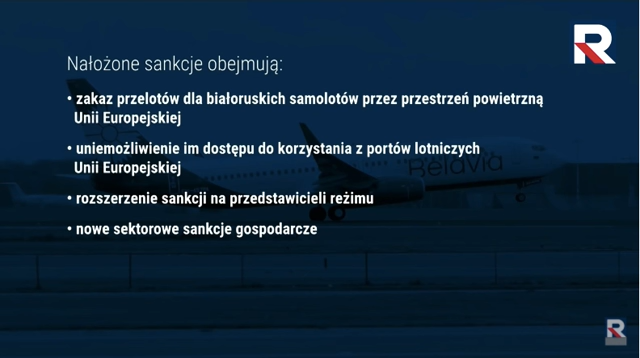 Nałożone sankcje obejmują:
R
• zakaz przelotów dla białoruskich samolotów przez przestrzeń powietrzną
Unii Europejskiej
• uniemożliwienie im dostępu do korzystania z portów lotniczych
Unii Europejskiej
Belavia
• rozszerzenie sankcji na przedstawicieli reżimu
• nowe sektorowe sankcje gospodarcze
R